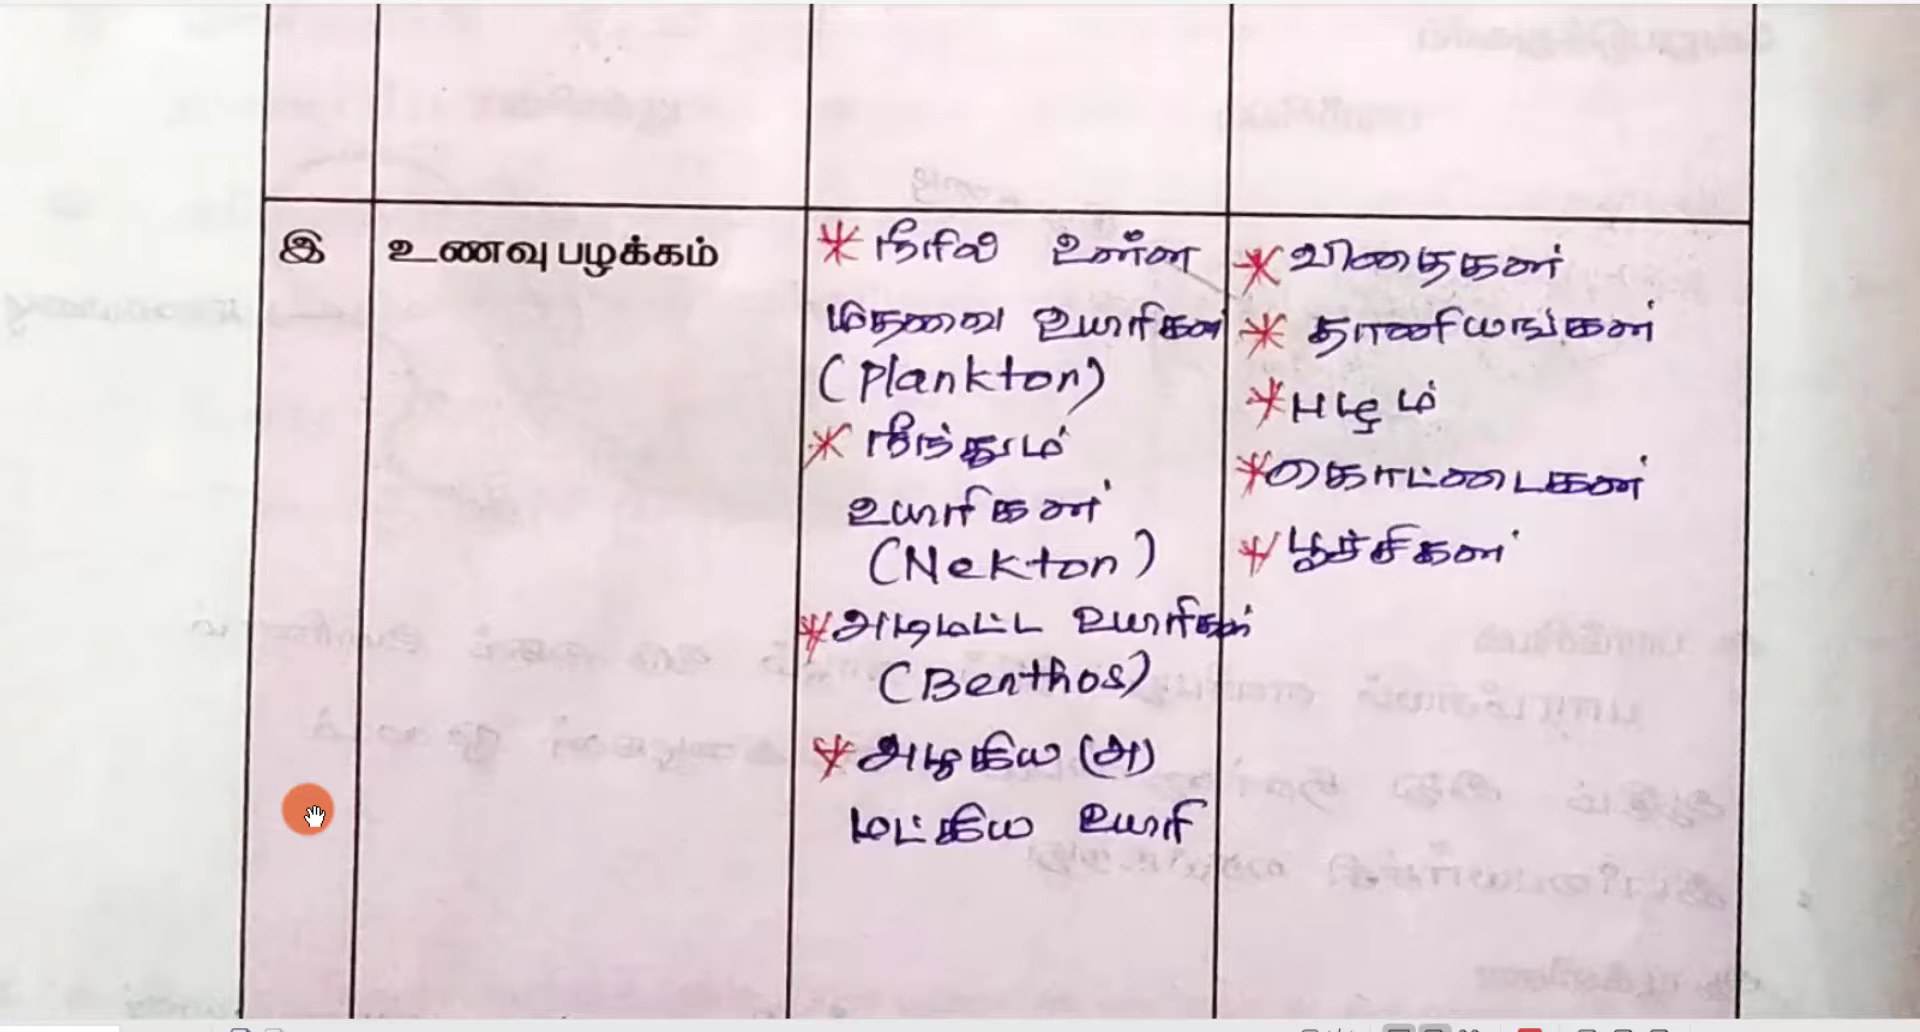 இ
உணவு பழக்கம்
* நீரில் உள்ள
மிதவை உயிரிகள்
(Plankton)
* நீந்தும்
உயிரிகள்
(Nekton)
* அடிமட்ட உயிரிகள்
(Benthos)
* அழுகிய (அ)
மட்கிய உயிரி
* விதைகள்
* தானியங்கள்
* பழம்
* கொட்டைகள்
* பூச்சிகள்